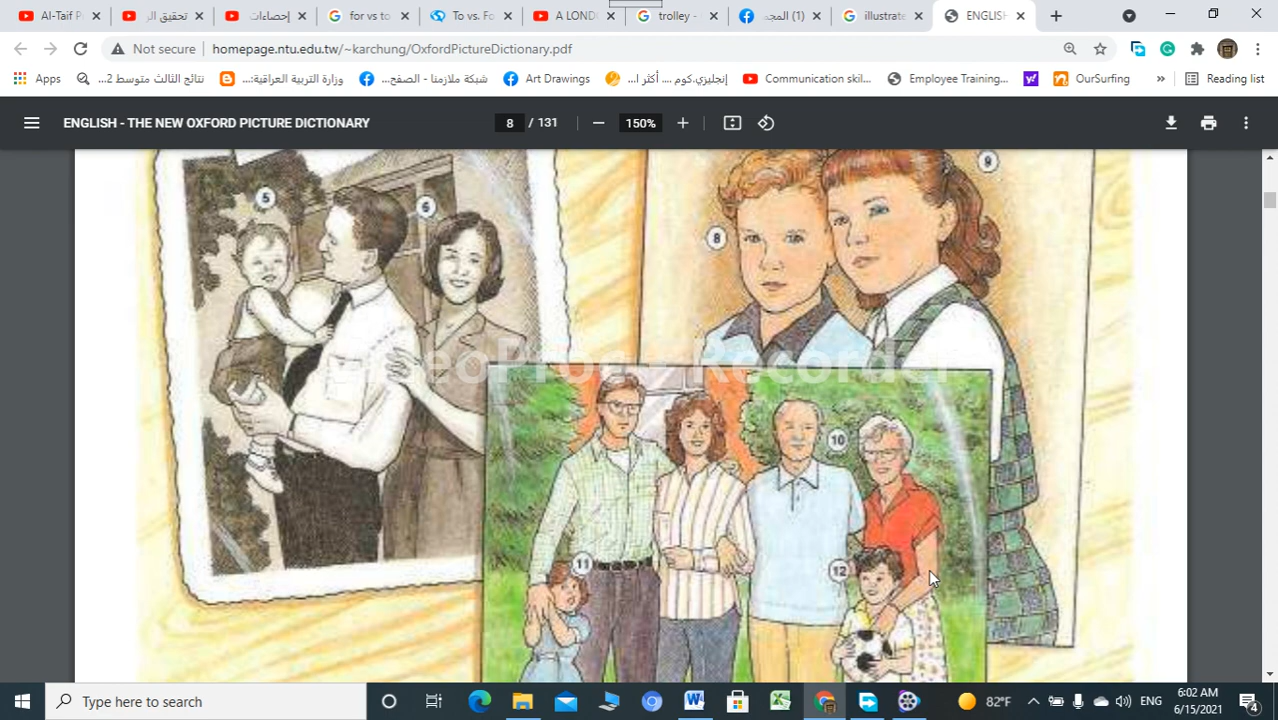 Al-Taif P
تحقيق الر
إحصاءات
for vs to
To vs. Fo
A LOND
trolley -
(1) المجد
illustrate
ENGLISH
Not secure
homepage.ntu.edu.tw/~karchung/OxfordPictureDictionary.pdf
Apps
نتائج الثالث متوسط 2...
وزارة التربية العراقية:...
شبكة ملازمنا - الصفح...
Art Drawings
إنجليزي.كوم .... أكثر ا...
Communication skil...
Employee Training...
OurSurfing
»
Reading list
ENGLISH - THE NEW OXFORD PICTURE DICTIONARY
8 / 131
150%
9
5
6
8
VideoProc Recorder
10
11
12
Type here to search
82°F
ENG
6:02 AM
6/15/2021
4